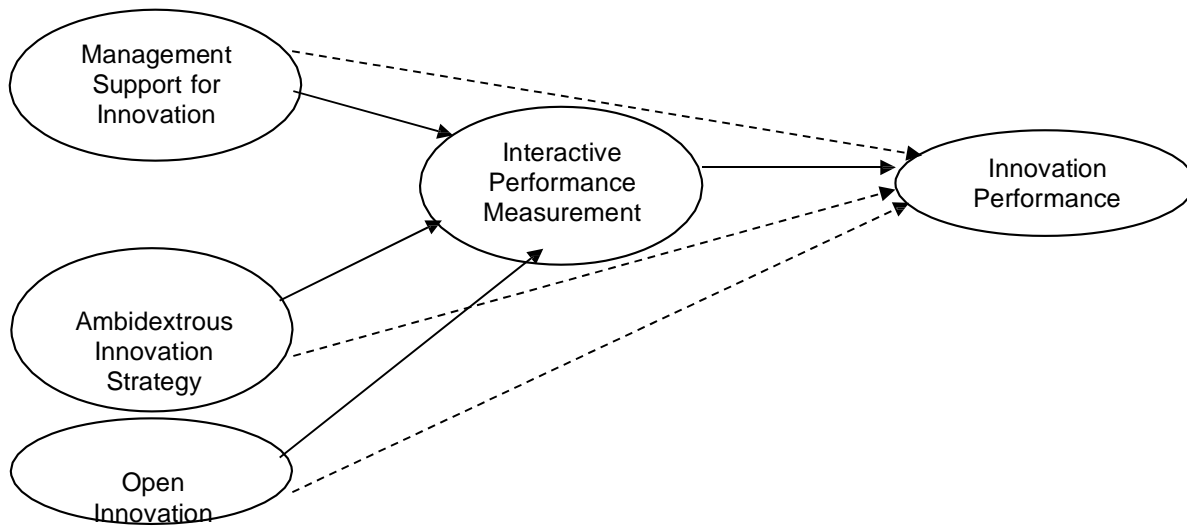 Management
Support for
Innovation
Interactive
Performance
Measurement
Innovation
Performance
Ambidextrous
Innovation
Strategy
Open
Innovation